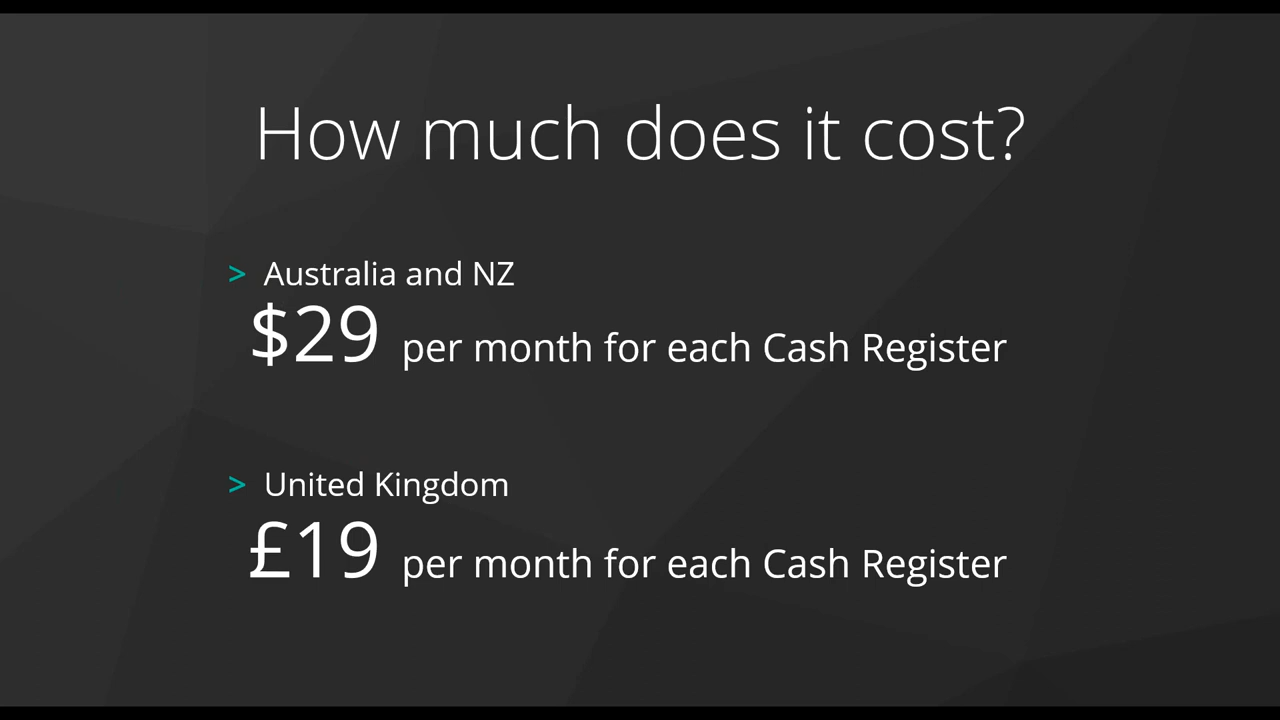 How much does it cost?
> Australia and NZ
$29 per month for each Cash Register
> United Kingdom
£19 per month for each Cash Register